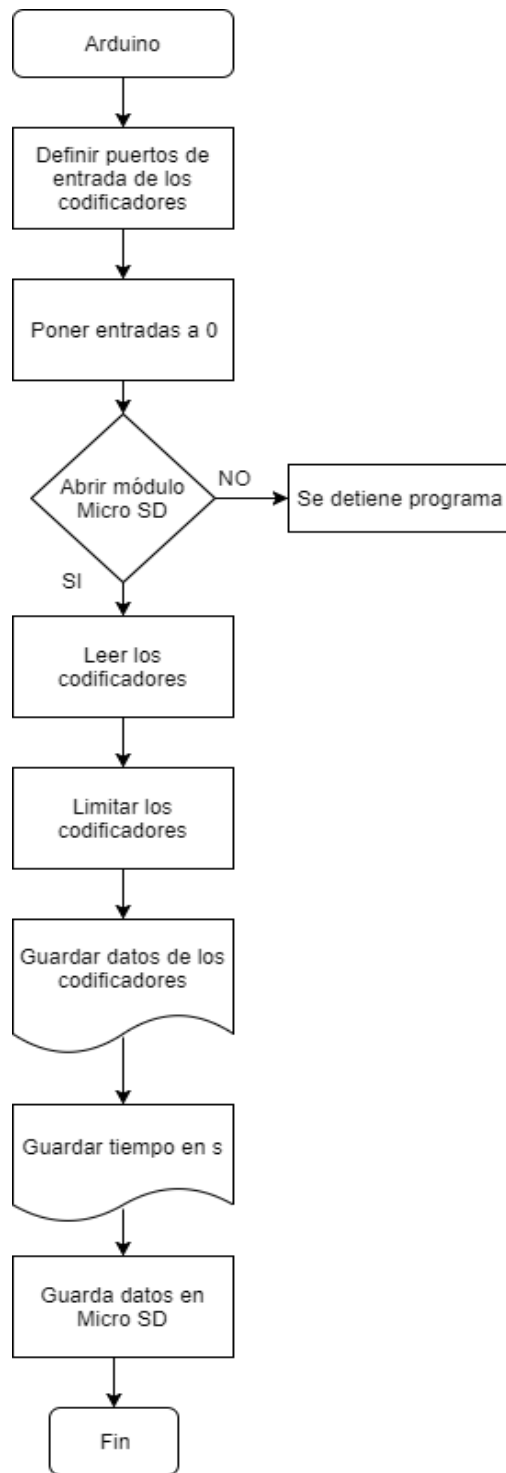 Arduino
Definir puertos de
entrada de los
codificadores
Poner entradas a 0
Abrir módulo
Micro SD
NO
Se detiene programa
SI
Leer los
codificadores
Limitar los
codificadores
Guardar datos de los
codificadores
Guardar tiempo en s
Guarda datos en
Micro SD
Fin